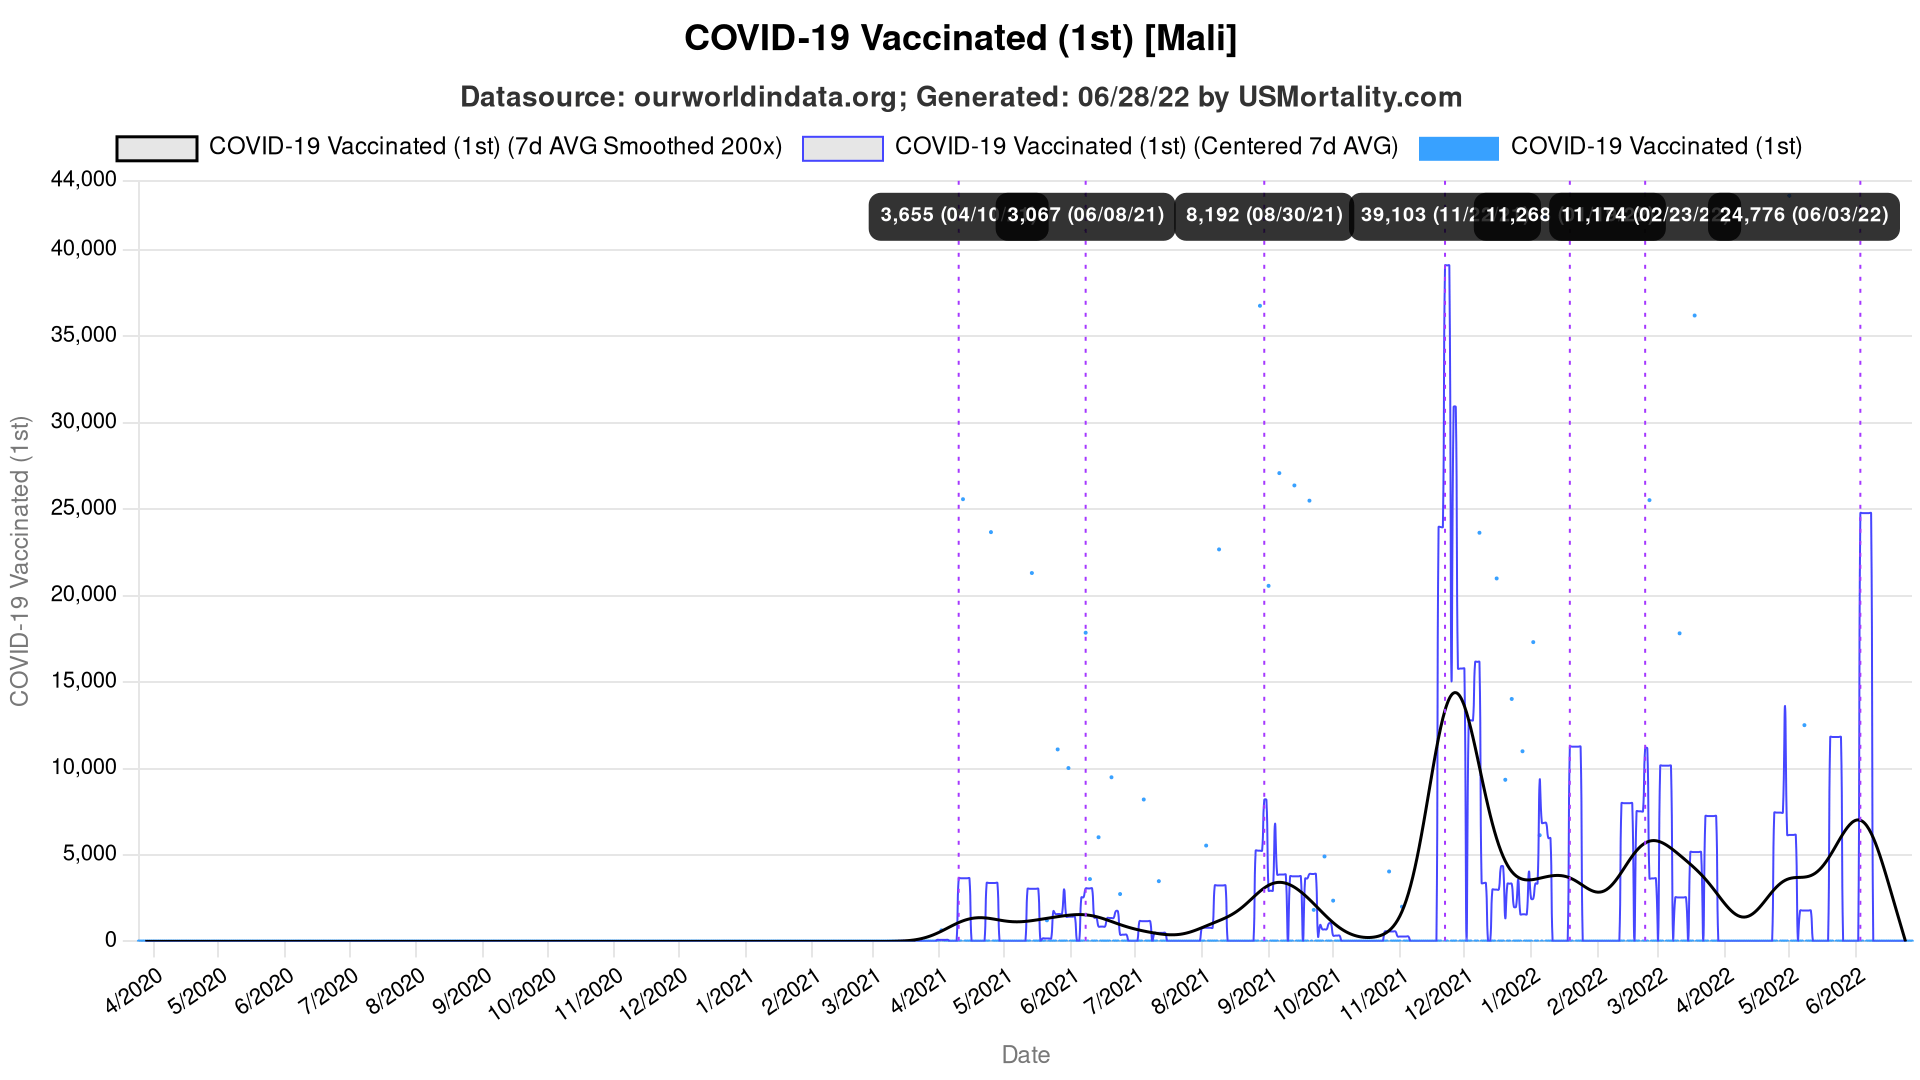 COVID-19 Vaccinated (1st) [Mali]
Datasource: ourworldindata.org; Generated: 06/28/22 by USMortality.com
COVID-19 Vaccinated (1st) (7d AVG Smoothed 200x) COVID-19 Vaccinated (1st) (Centered 7d AVG) COVID-19 Vaccinated (1st)
44,000
3,655 (04/10 3,067 (06/08/21) 8,192 (08/30/21) 39,103 (11/2 11,268 11,174 (02/23/2 24,776 (06/03/22)
40,000
35,000
30,000
25,000
20,000
15,000
10,000
5,000
0
COVID-19 Vaccinated (1st)
4/2020 5/2020 6/2020 7/2020 8/2020 9/2020 10/2020 11/2020 12/2020 1/2021 2/2021 3/2021 4/2021 5/2021 6/2021 7/2021 8/2021 9/2021 10/2021 11/2021 12/2021 1/2022 2/2022 3/2022 4/2022 5/2022 6/2022
Date